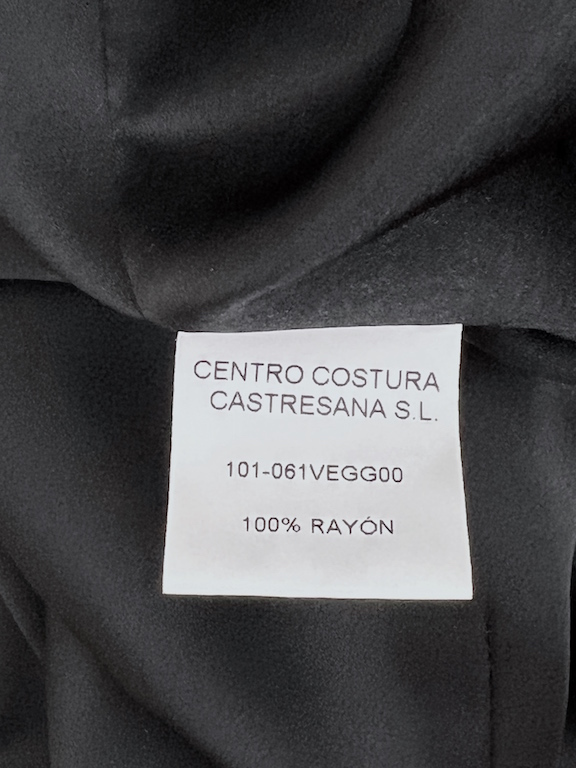 CENTRO COSTURA
CASTRESANA S.L.
101-061VEGG00
100% RAYÓN